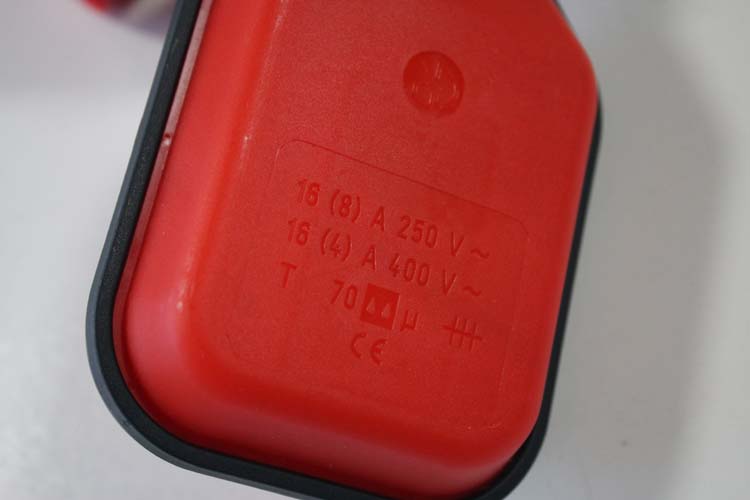 16 (8) A 250 V ~
16 (4) A 400 V ~
T 70 µ
CE